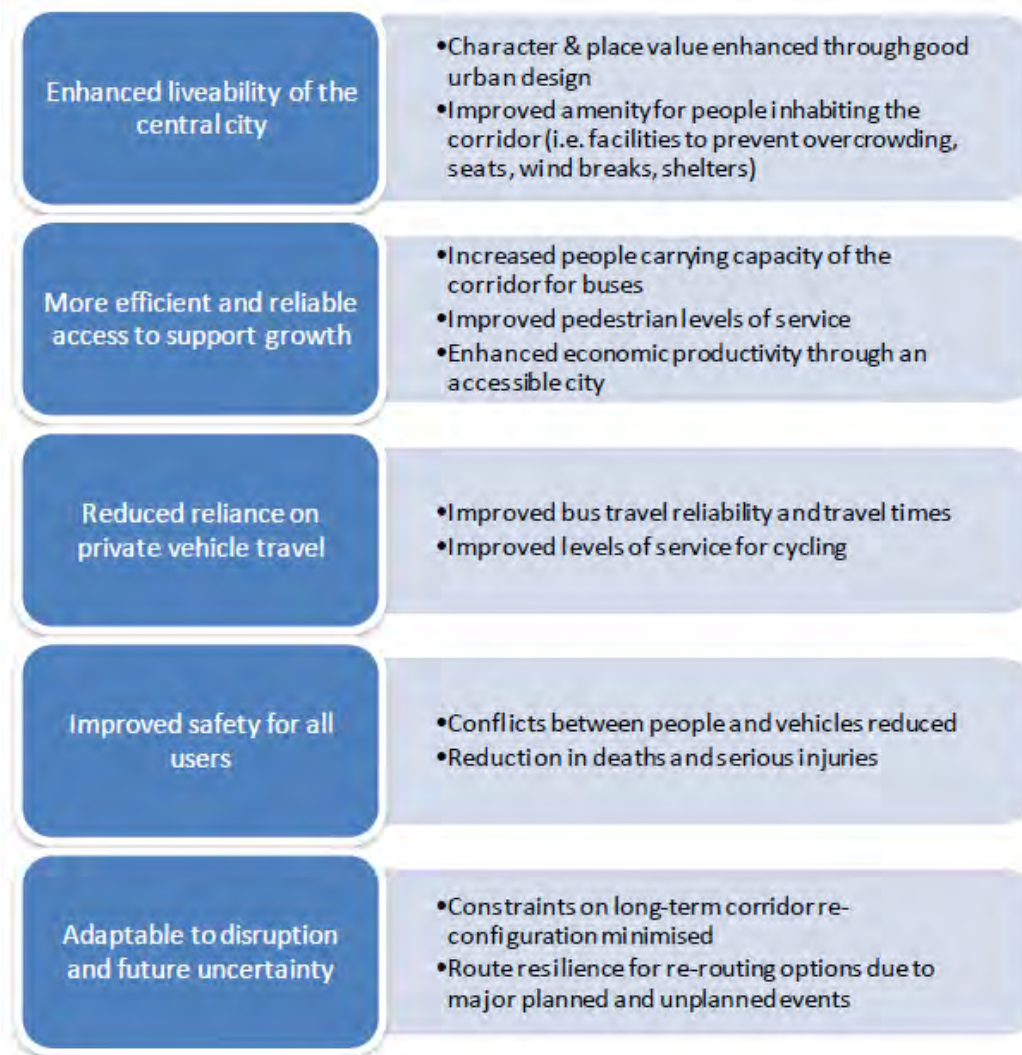 Enhanced liveability of the
central city
•Character & place value enhanced through good
urban design
•Improved amenity for people inhabiting the
corridor (i.e. facilities to prevent overcrowding,
seats, wind breaks, shelters)
More efficient and reliable
access to support growth
•Increased people carrying capacity of the
corridor for buses
•Improved pedestrian levels of service
•Enhanced economic productivity through an
accessible city
Reduced reliance on
private vehicle travel
•Improved bus travel reliability and travel times
•Improved levels of service for cycling
Improved safety for all
users
•Conflicts between people and vehicles reduced
•Reduction in deaths and serious injuries
Adaptable to disruption
and future uncertainty
•Constraints on long-term corridor re-
configuration minimised
•Route resilience for re-routing options due to
major planned and unplanned events